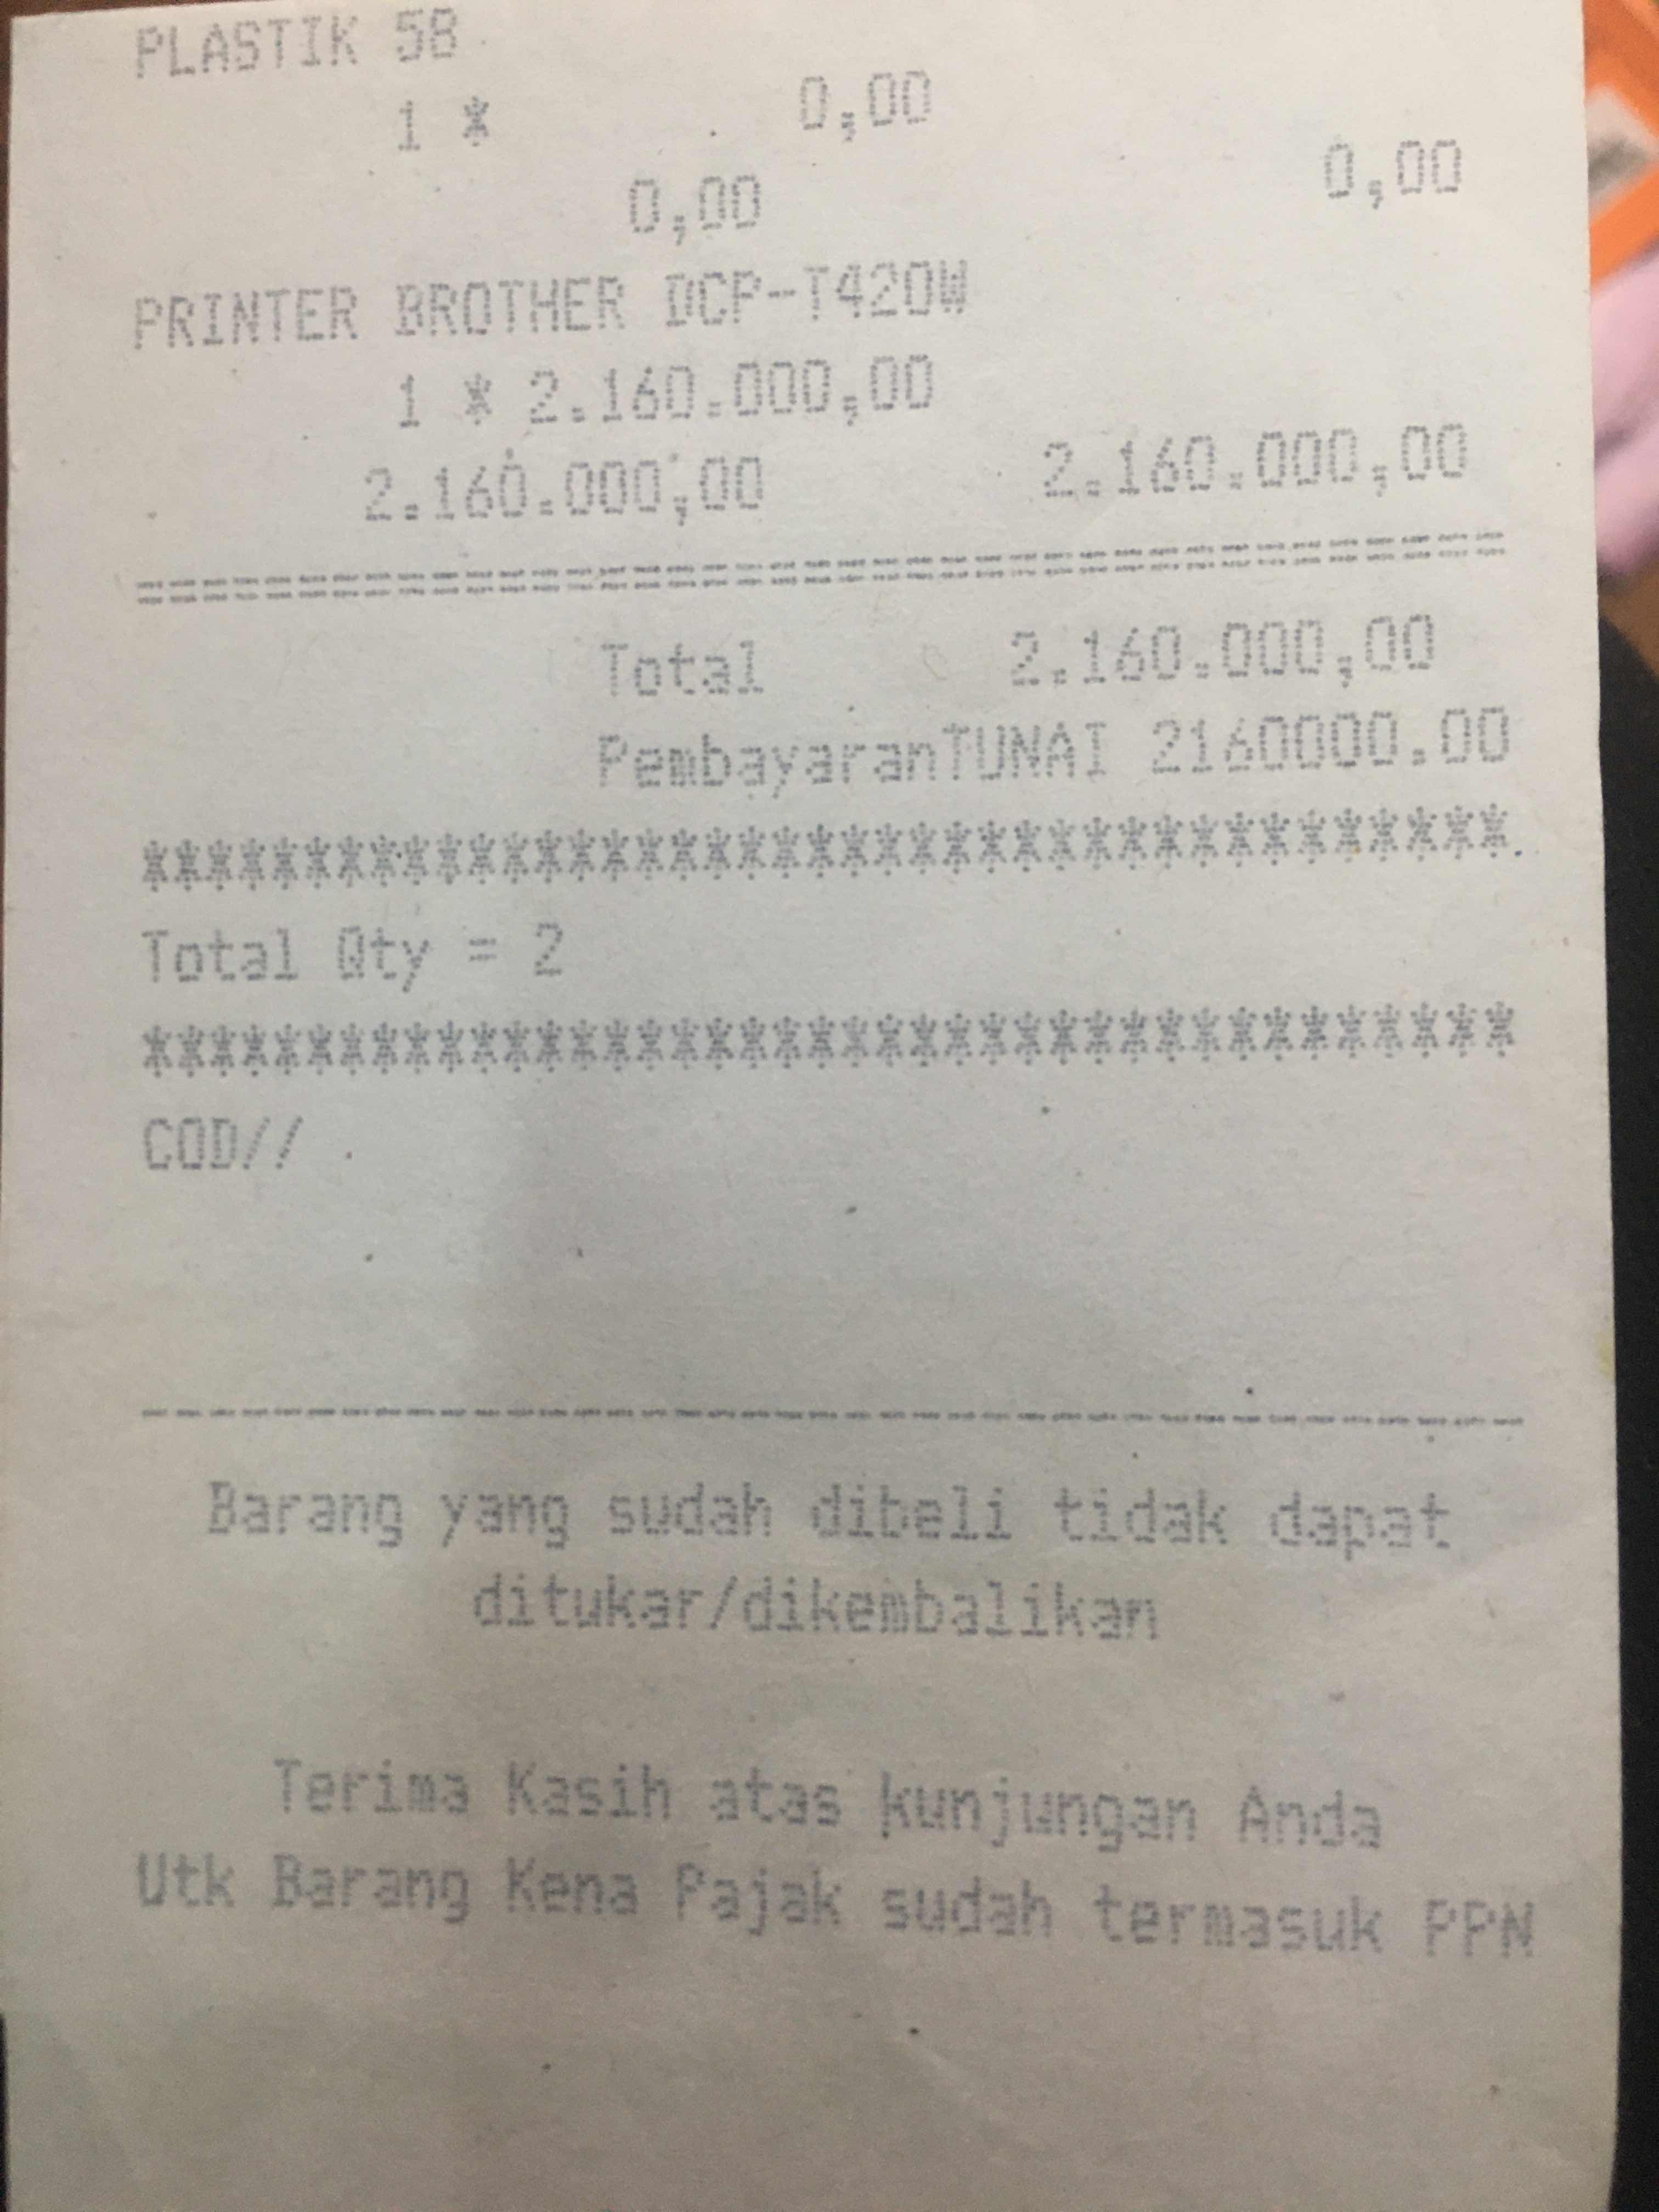 PLASTIK 58
1 * 0,00
0,00 0,00
PRINTER BROTHER DCP-T420W
1 * 2.160.000,00
2.160.000,00 2.160.000,00
================================================
Total 2.160.000,00
PembayaranTUNAI 2160000.00
****************************************
Total Qty = 2
****************************************
COD//
----------------------------------------
Barang yang sudah dibeli tidak dapat
ditukar/dikembalikan
Terima Kasih atas kunjungan Anda
Utk Barang Kena Pajak sudah termasuk PPN